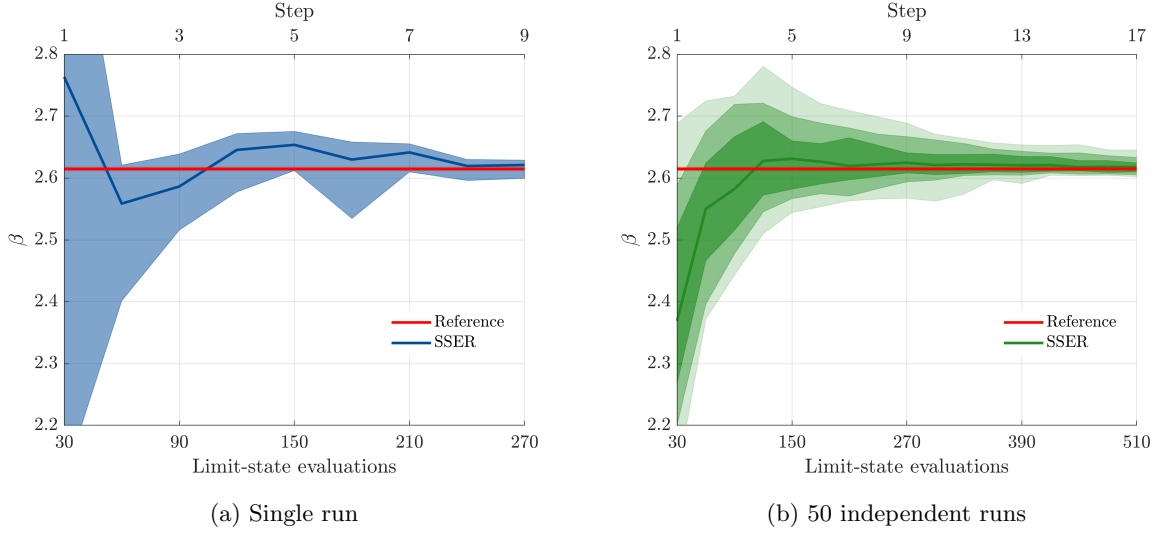 Step
1 3 5 7 9
2.8
2.7
2.6
2.5
2.4
2.3
2.2
β
Reference
SSER
30 90 150 210 270
Limit-state evaluations
(a) Single run
Step
1 5 9 13 17
2.8
2.7
2.6
2.5
2.4
2.3
2.2
β
Reference
SSER
30 150 270 390 510
Limit-state evaluations
(b) 50 independent runs